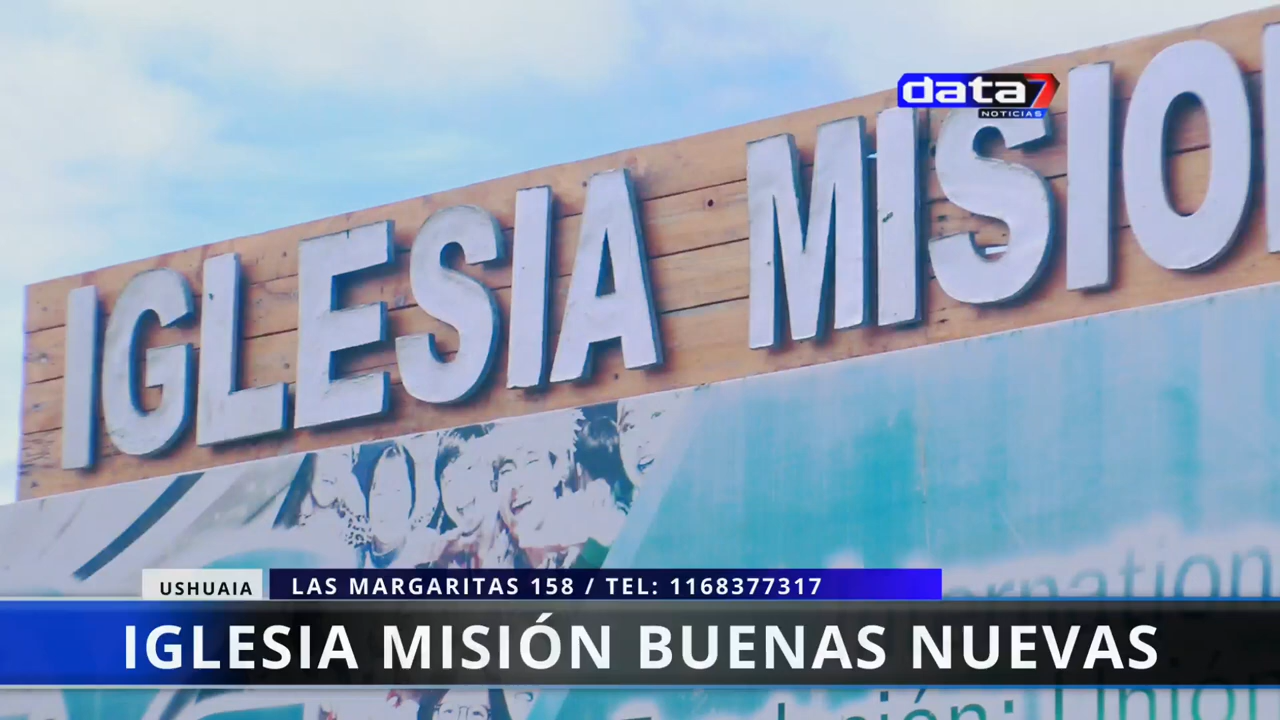 data7
NOTICIAS
IGLESIA MISIO
USHUAIA
LAS MARGARITAS 158 / TEL: 1168377317
IGLESIA MISIÓN BUENAS NUEVAS